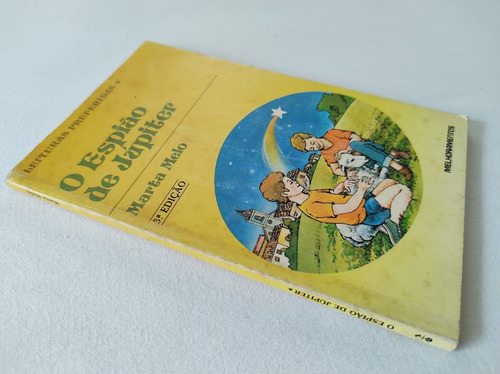 LEITURAS PREFERIDAS
O Espião
de Júpiter
Marta Melo
3ª EDIÇÃO
MELHORAMENTOS
O ESPIÃO DE JÚPITER